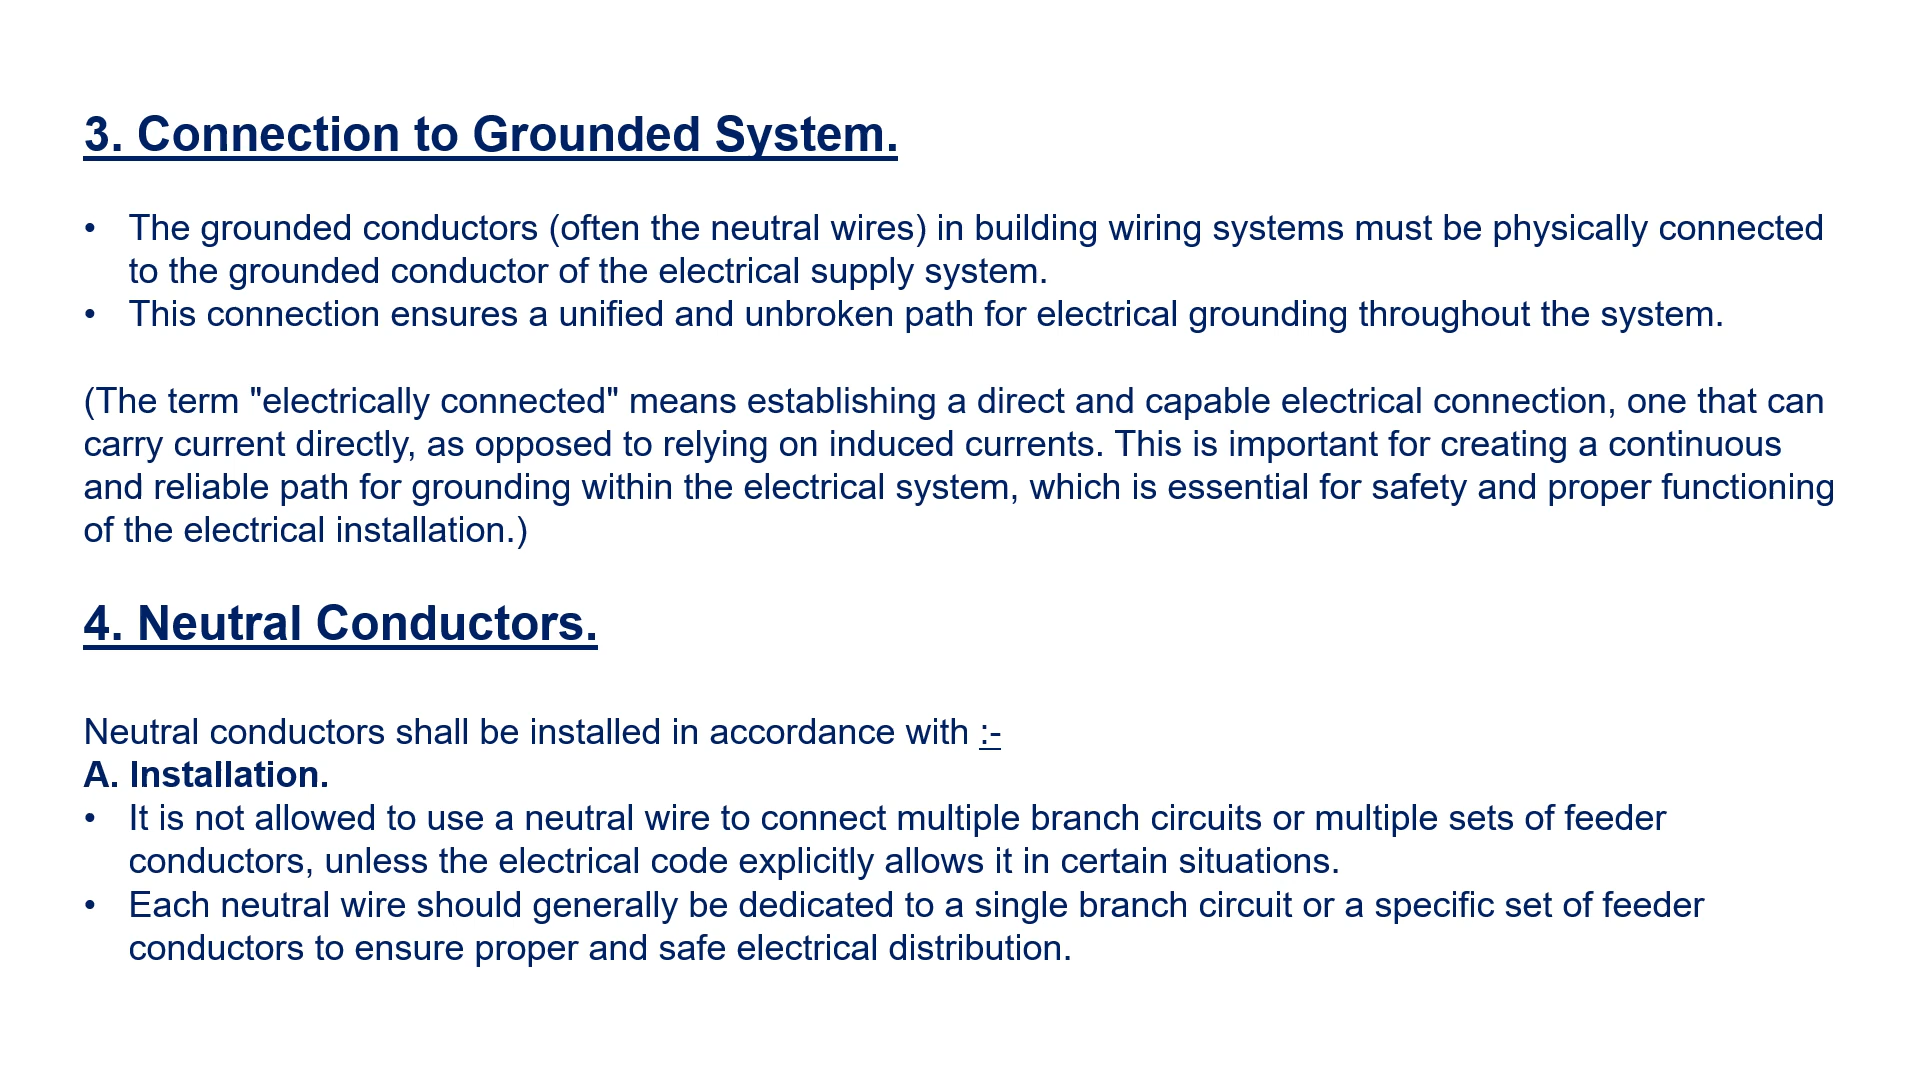 3. Connection to Grounded System.
• The grounded conductors (often the neutral wires) in building wiring systems must be physically connected
to the grounded conductor of the electrical supply system.
• This connection ensures a unified and unbroken path for electrical grounding throughout the system.
(The term "electrically connected" means establishing a direct and capable electrical connection, one that can
carry current directly, as opposed to relying on induced currents. This is important for creating a continuous
and reliable path for grounding within the electrical system, which is essential for safety and proper functioning
of the electrical installation.)
4. Neutral Conductors.
Neutral conductors shall be installed in accordance with :-
A. Installation.
• It is not allowed to use a neutral wire to connect multiple branch circuits or multiple sets of feeder
conductors, unless the electrical code explicitly allows it in certain situations.
• Each neutral wire should generally be dedicated to a single branch circuit or a specific set of feeder
conductors to ensure proper and safe electrical distribution.